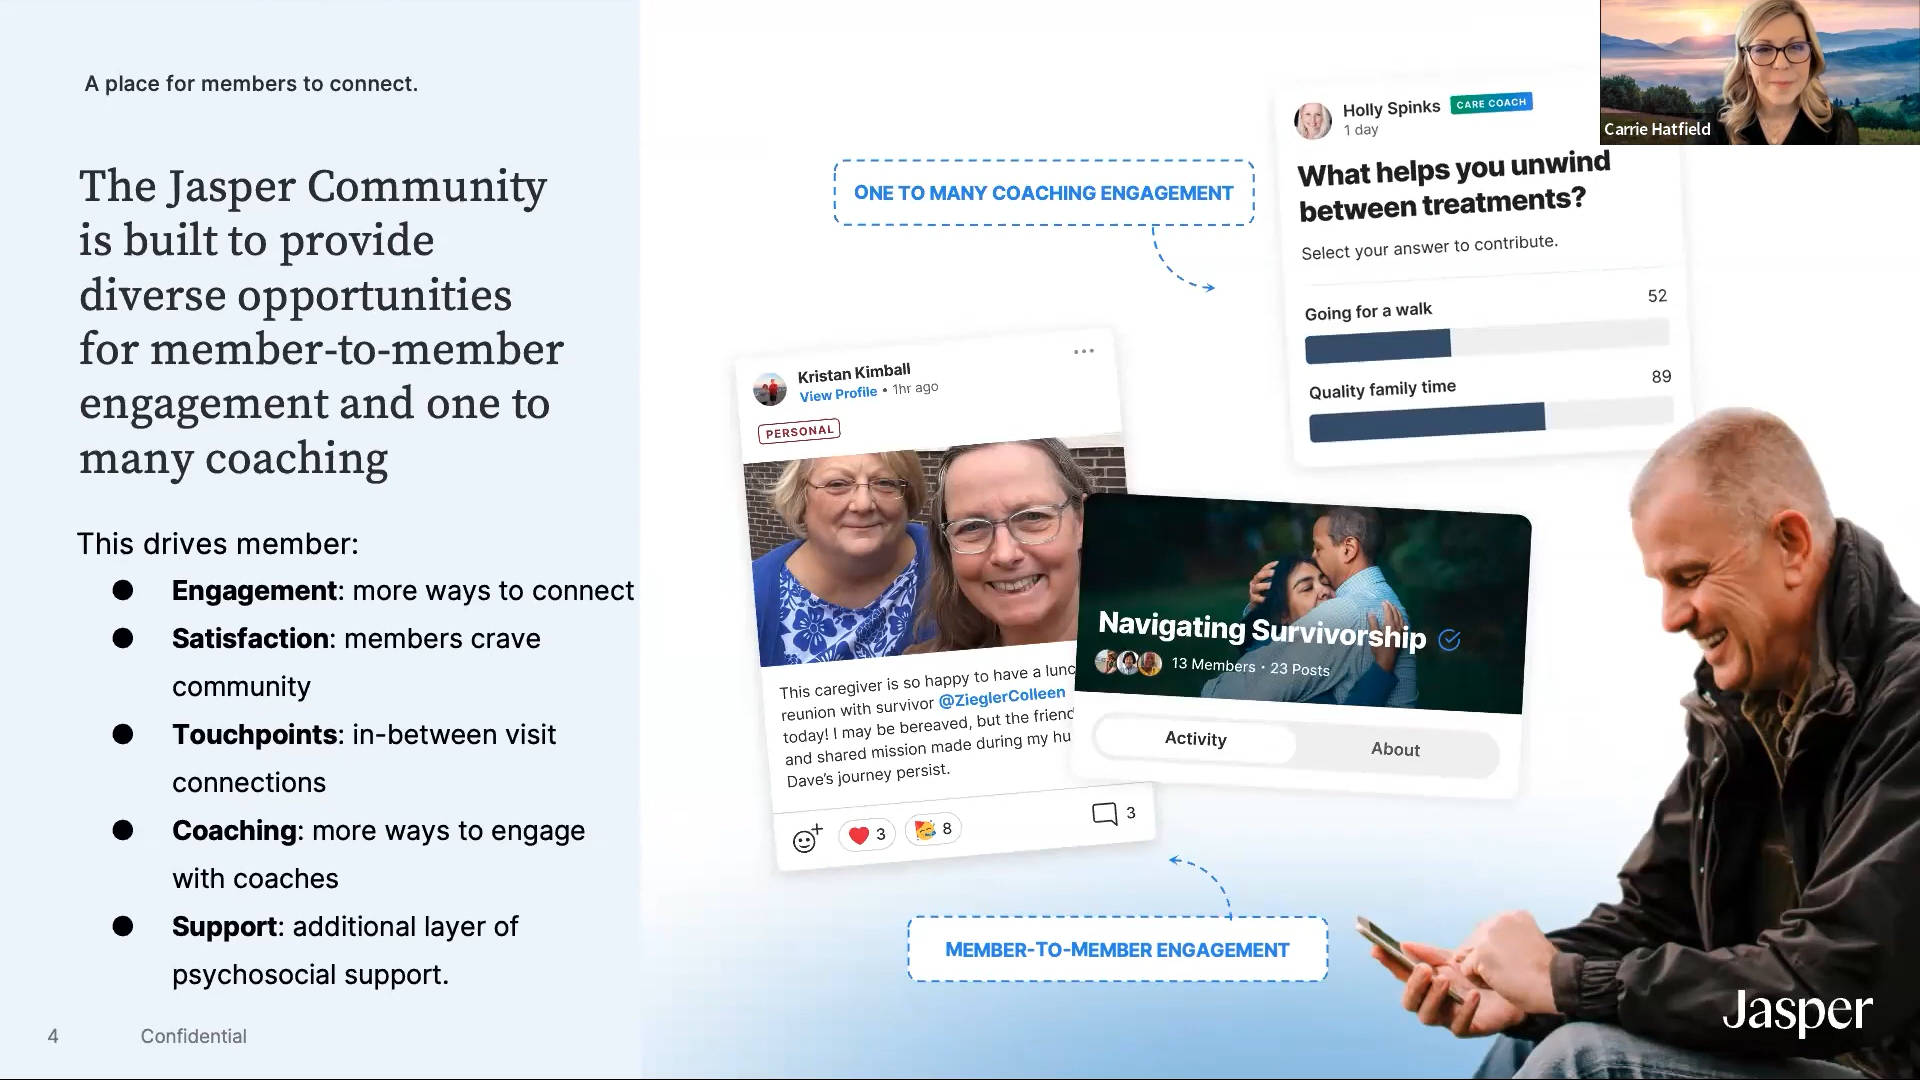 A place for members to connect.
The Jasper Community
is built to provide
diverse opportunities
for member-to-member
engagement and one to
many coaching
This drives member:
● Engagement: more ways to connect
● Satisfaction: members crave
community
● Touchpoints: in-between visit
connections
● Coaching: more ways to engage
with coaches
● Support: additional layer of
psychosocial support.
4
Confidential
ONE TO MANY COACHING ENGAGEMENT
Holly Spinks CARE COACH
1 day
What helps you unwind
between treatments?
Select your answer to contribute.
Going for a walk 52
Quality family time 89
Carrie Hatfield
Kristan Kimball
View Profile • 1hr ago
PERSONAL
This caregiver is so happy to have a lunc
reunion with survivor @ZieglerColleen
today! I may be bereaved, but the friend
and shared mission made during my hu
Dave's journey persist.
3 8 3
Navigating Survivorship
13 Members • 23 Posts
Activity About
MEMBER-TO-MEMBER ENGAGEMENT
Jasper